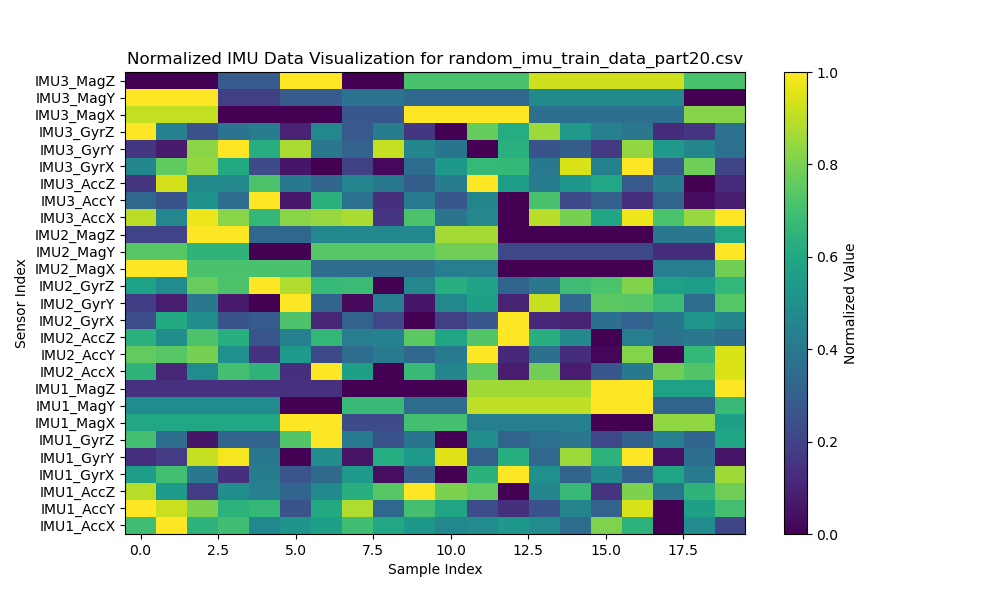 Normalized IMU Data Visualization for random_imu_train_data_part20.csv
IMU3_MagZ
IMU3_MagY
IMU3_MagX
IMU3_GyrZ
IMU3_GyrY
IMU3_GyrX
IMU3_AccZ
IMU3_AccY
IMU3_AccX
IMU2_MagZ
IMU2_MagY
IMU2_MagX
IMU2_GyrZ
IMU2_GyrY
IMU2_GyrX
IMU2_AccZ
IMU2_AccY
IMU2_AccX
IMU1_MagZ
IMU1_MagY
IMU1_MagX
IMU1_GyrZ
IMU1_GyrY
IMU1_GyrX
IMU1_AccZ
IMU1_AccY
IMU1_AccX
Sensor Index
0.0 2.5 5.0 7.5 10.0 12.5 15.0 17.5
Sample Index
1.0
0.8
0.6
0.4
0.2
0.0
Normalized Value